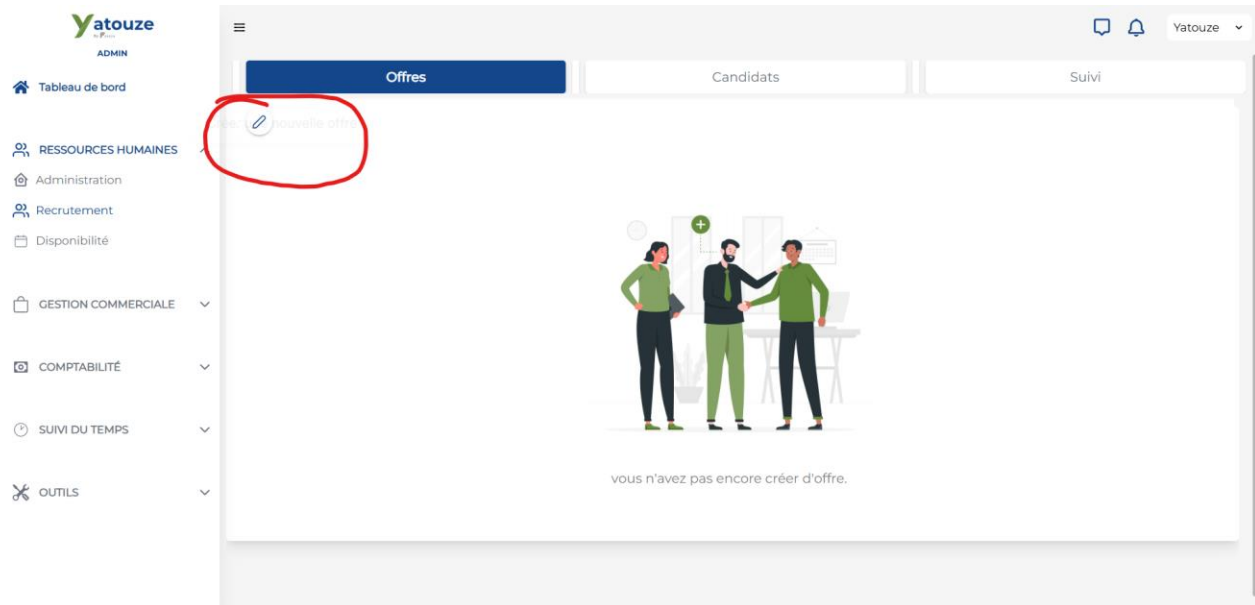 Yatouze
ADMIN
Tableau de bord
RESSOURCES HUMAINES
Administration
Recrutement
Disponibilité
GESTION COMMERCIALE
COMPTABILITÉ
SUIVI DU TEMPS
OUTILS
Yatouze
Offres
Candidats
Suivi
nouvelle offre
vous n'avez pas encore créer d'offre.